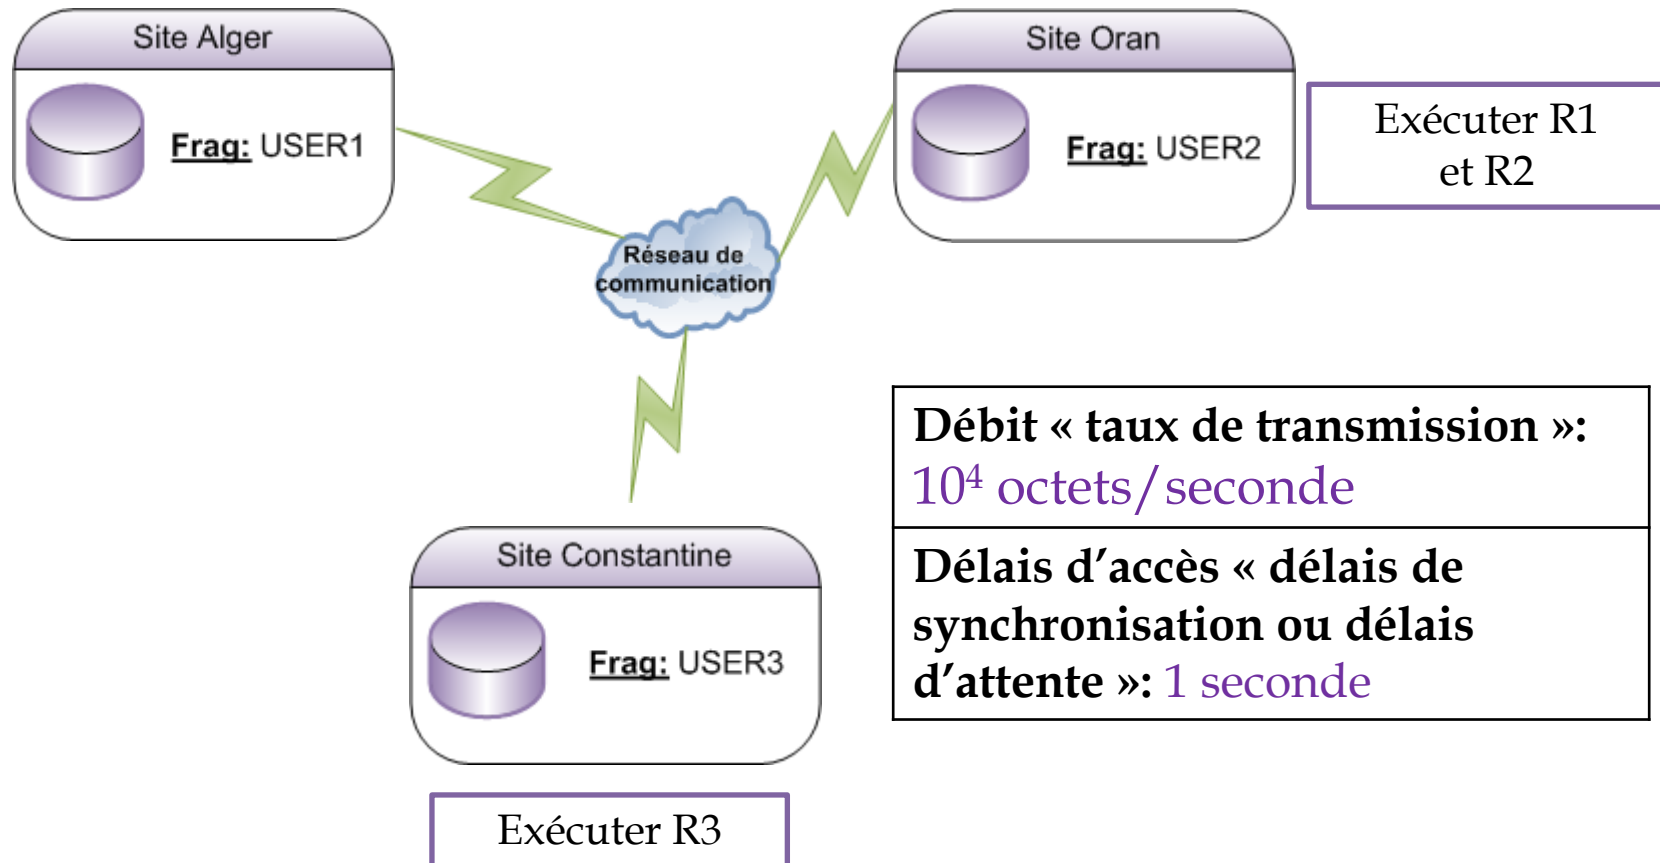 Site Alger
Frag: USER1
Site Oran
Frag: USER2
Exécuter R1
et R2
Réseau de
communication
Débit « taux de transmission »:
10⁴ octets/seconde
Délais d’accès « délais de
synchronisation ou délais
d’attente »: 1 seconde
Site Constantine
Frag: USER3
Exécuter R3